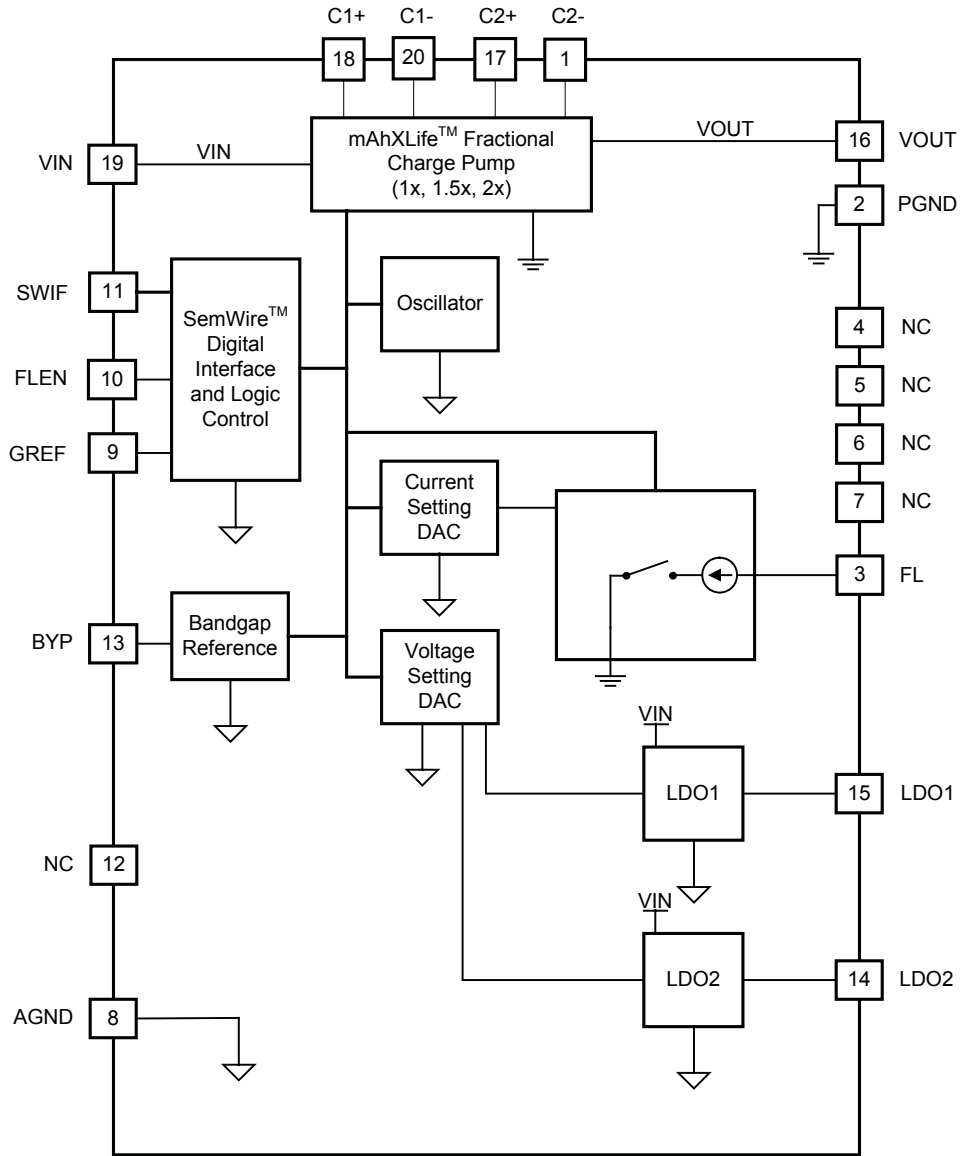 C1+ C1- C2+ C2-
18 20 17 1
mAhXLife™ Fractional
Charge Pump
(1x, 1.5x, 2x)
VIN 19 VIN
VOUT 16 VOUT
2 PGND
SWIF 11
FLEN 10
GREF 9
SemWire™
Digital
Interface
and Logic
Control
Oscillator
4 NC
5 NC
6 NC
7 NC
Current
Setting
DAC
3 FL
BYP 13
Bandgap
Reference
Voltage
Setting
DAC
VIN
LDO1
15 LDO1
NC 12
VIN
LDO2
14 LDO2
AGND 8